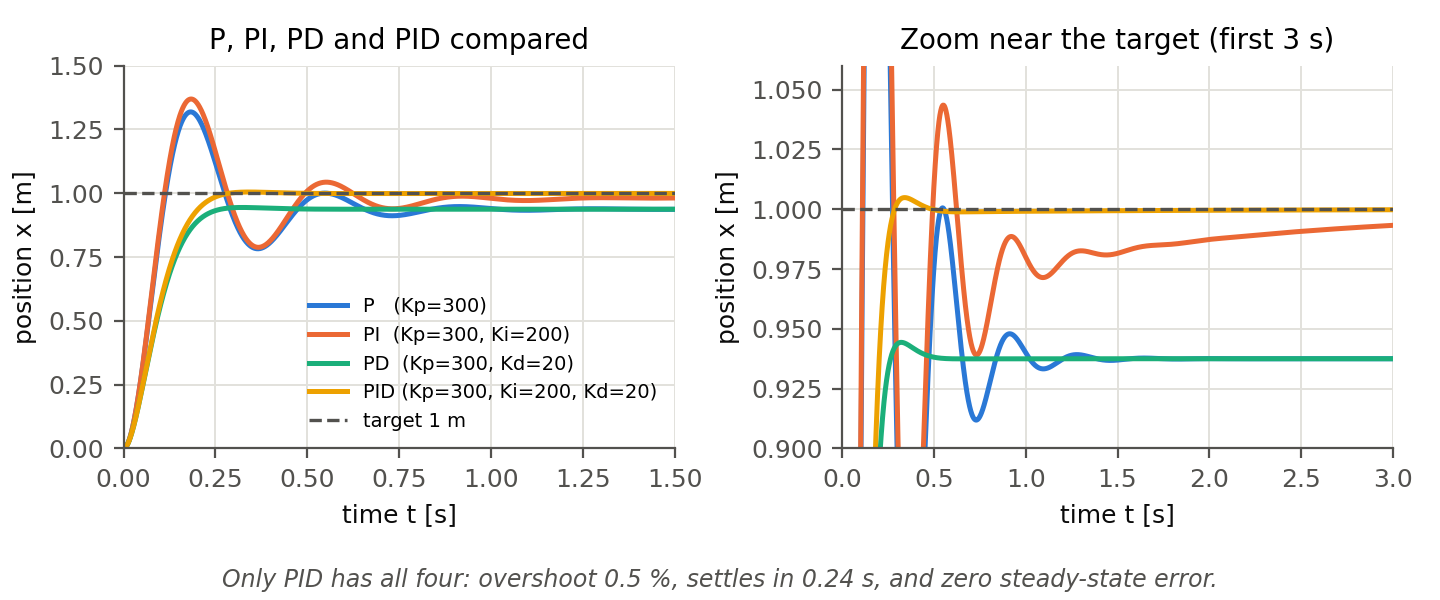 P, PI, PD and PID compared
position x [m]
1.50
1.25
1.00
0.75
0.50
0.25
0.00
P (Kp=300)
PI (Kp=300, Ki=200)
PD (Kp=300, Kd=20)
PID (Kp=300, Ki=200, Kd=20)
target 1 m
0.00 0.25 0.50 0.75 1.00 1.25 1.50
time t [s]
Zoom near the target (first 3 s)
position x [m]
1.050
1.025
1.000
0.975
0.950
0.925
0.900
0.0 0.5 1.0 1.5 2.0 2.5 3.0
time t [s]
Only PID has all four: overshoot 0.5 %, settles in 0.24 s, and zero steady-state error.